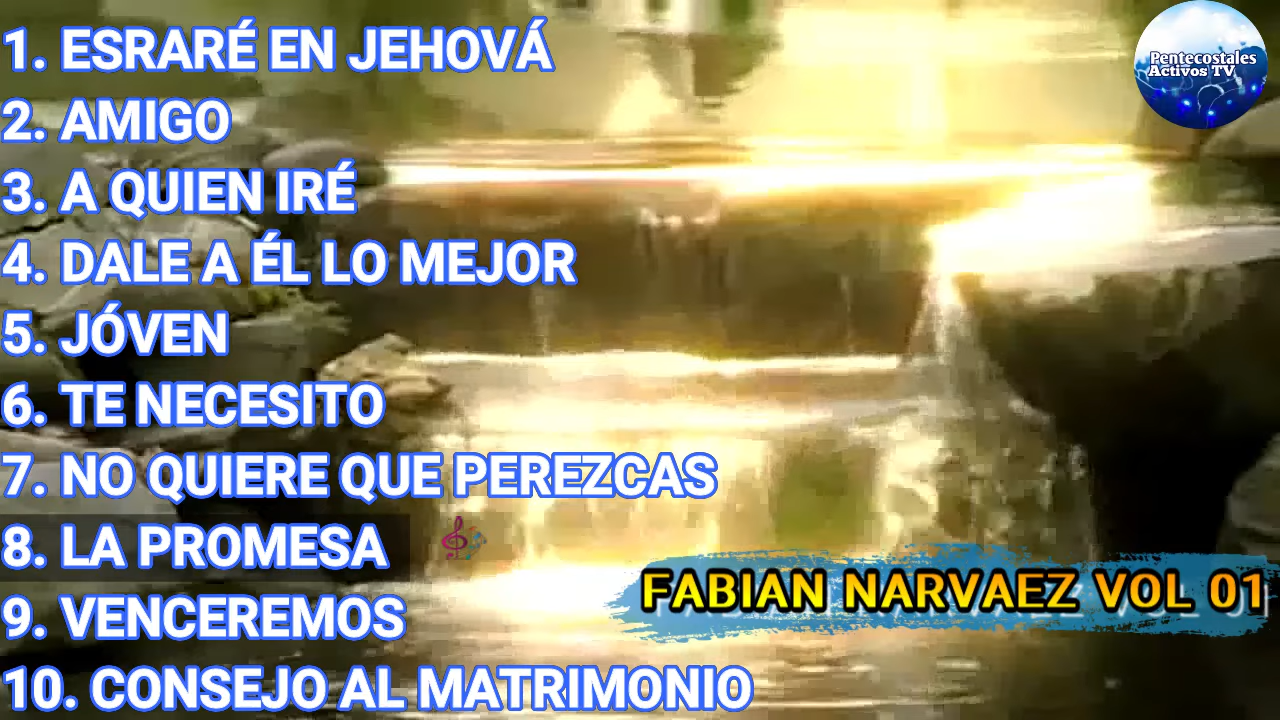 1. ESRARÉ EN JEHOVÁ
2. AMIGO
3. A QUIEN IRÉ
4. DALE A ÉL LO MEJOR
5. JÓVEN
6. TE NECESITO
7. NO QUIERE QUE PEREZCAS
8. LA PROMESA
9. VENCEREMOS
10. CONSEJO AL MATRIMONIO
Pentecostales
Activos TV
FABIAN NARVAEZ VOL 01